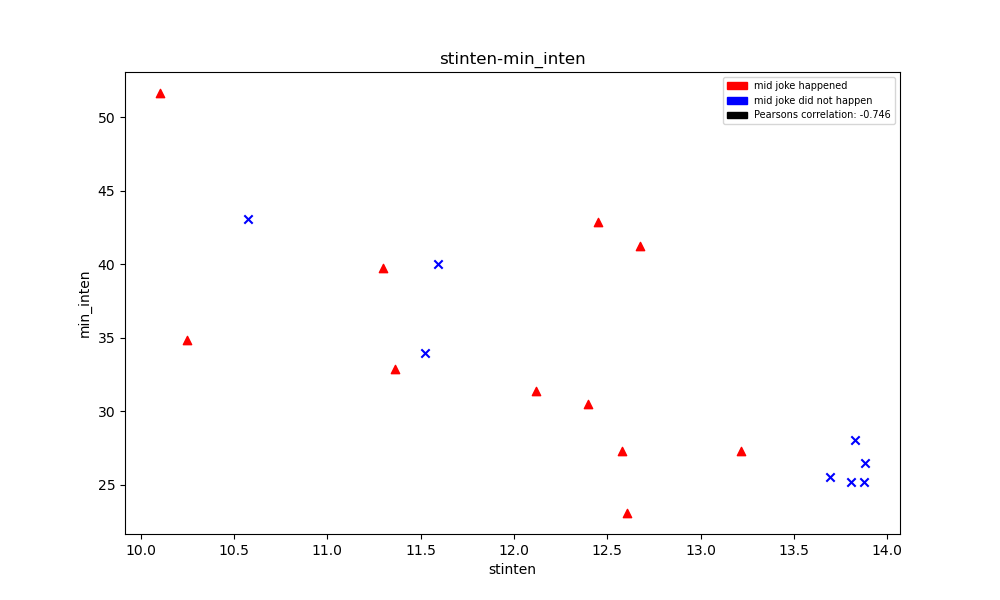 stinten-min_inten
mid joke happened
mid joke did not happen
Pearsons correlation: -0.746
50
45
40
35
30
25
min_inten
10.0 10.5 11.0 11.5 12.0 12.5 13.0 13.5 14.0
stinten